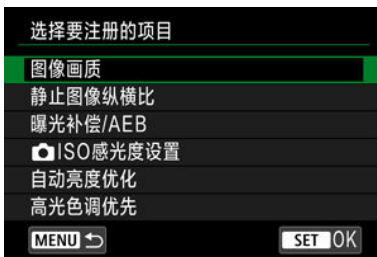 选择要注册的项目
图像画质
静止图像纵横比
曝光补偿/AEB
ISO感光度设置
自动亮度优化
高光色调优先
MENU SET OK